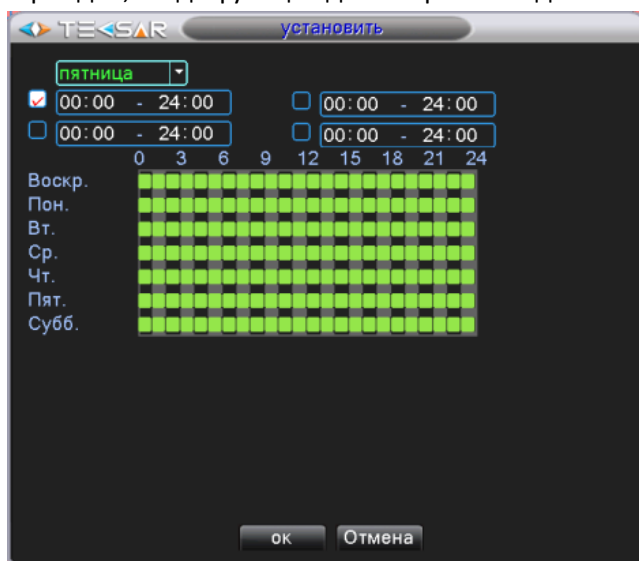 TEKSAR установить
пятница
00:00 - 24:00 00:00 - 24:00
00:00 - 24:00 00:00 - 24:00
0 3 6 9 12 15 18 21 24
Воскр.
Пон.
Вт.
Ср.
Чт.
Пят.
Субб.
ок Отмена